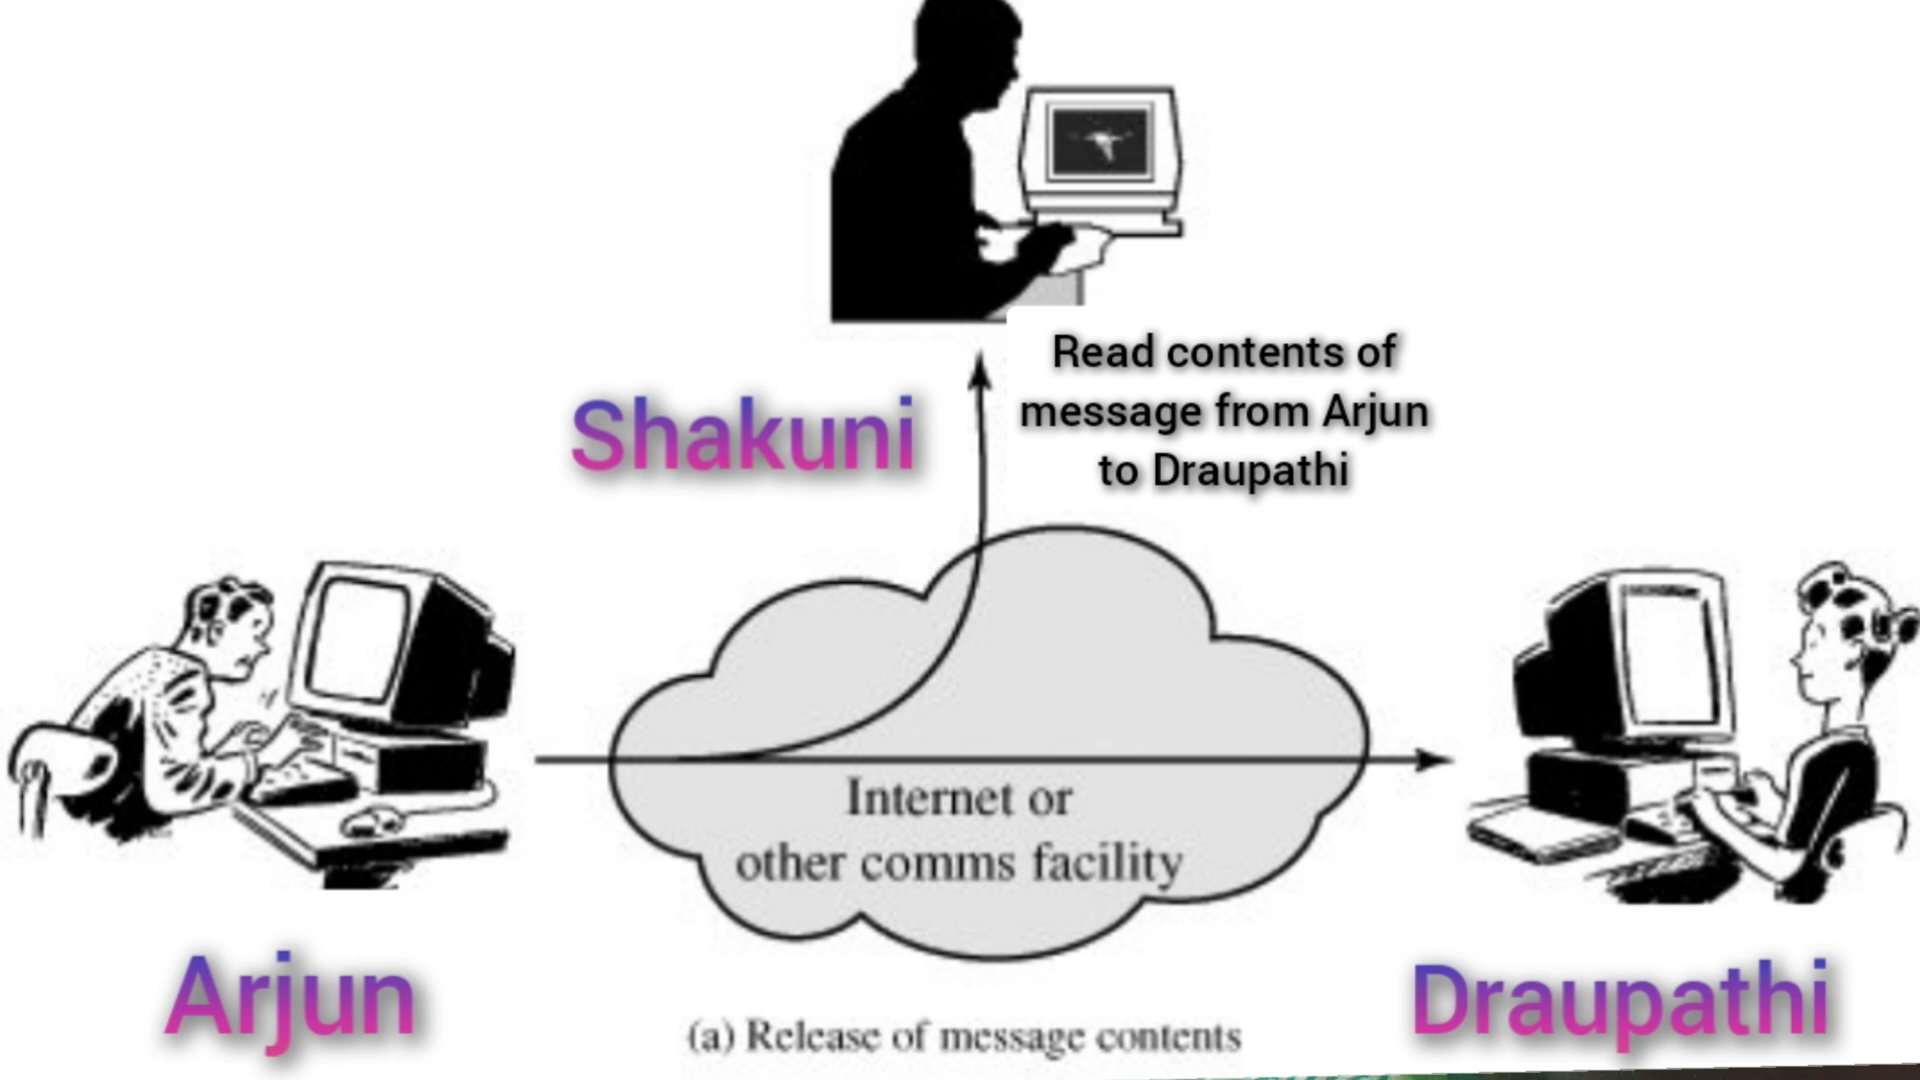 Read contents of
message from Arjun
to Draupathi
Shakuni
Internet or
other comms facility
Arjun
Draupathi
(a) Release of message contents